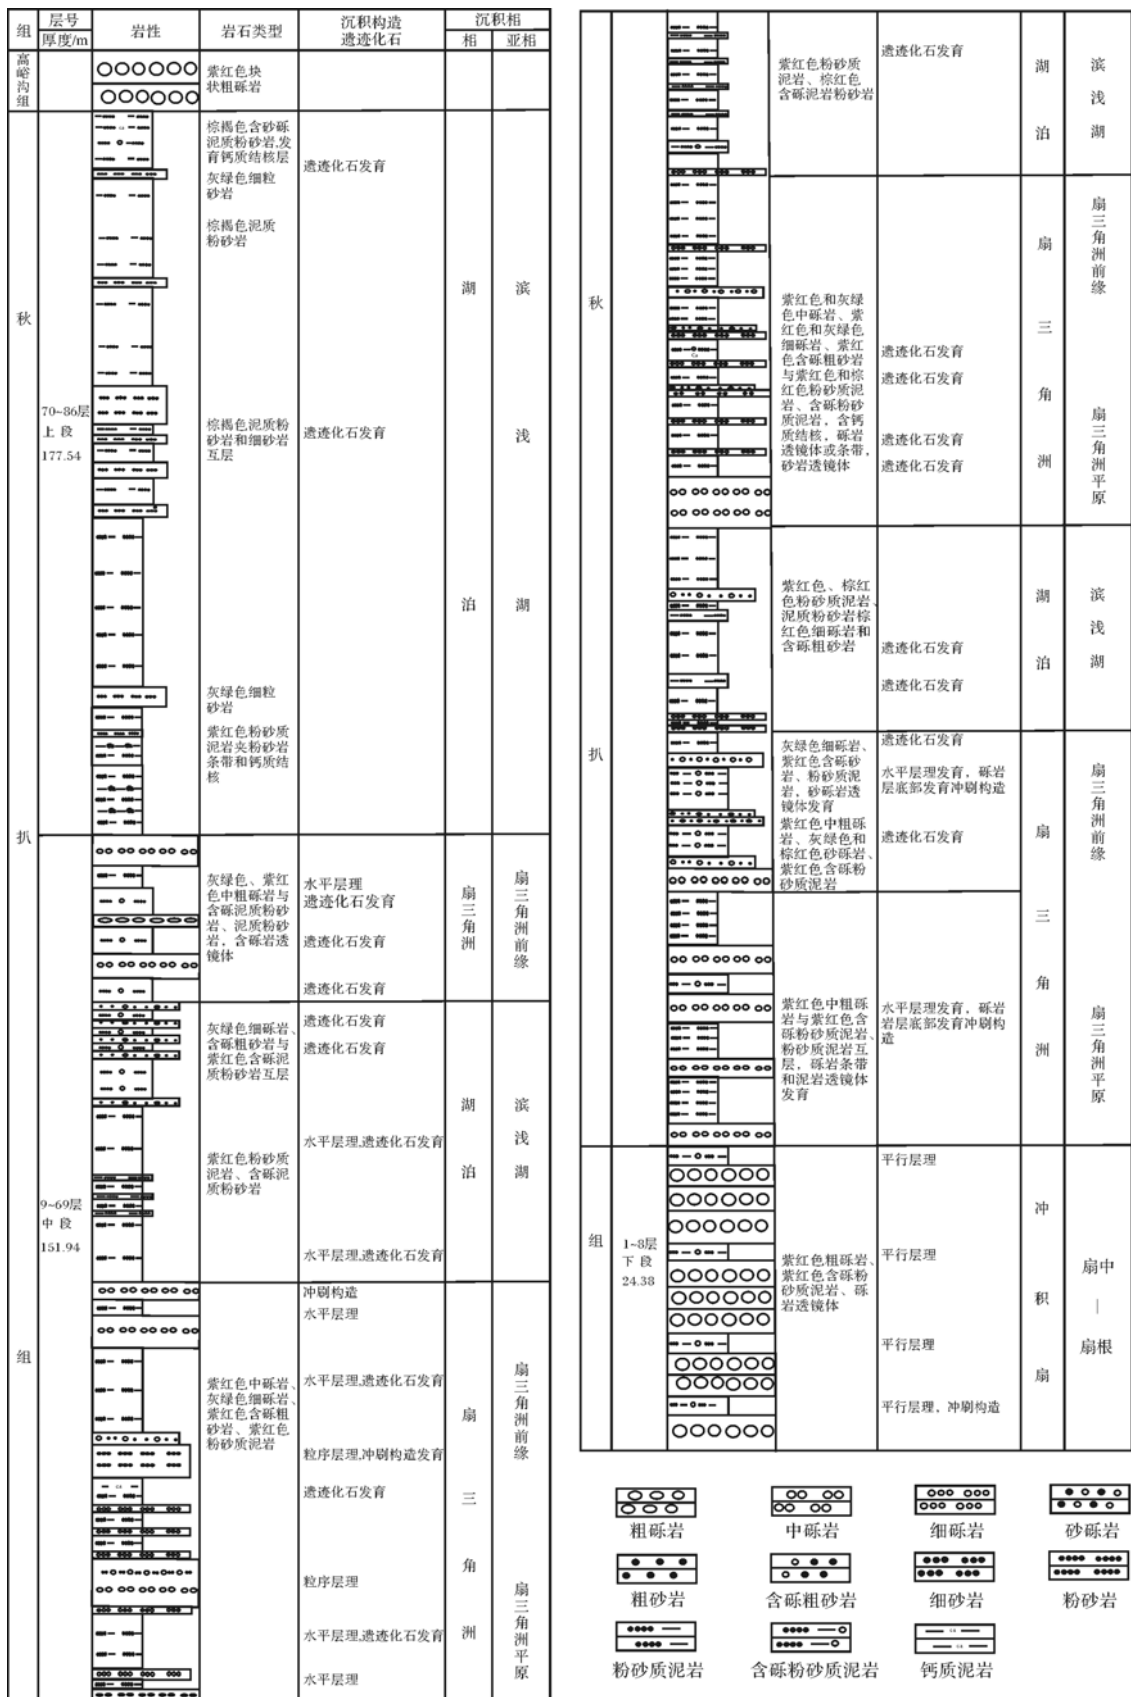 组
层号
厚度/m
岩性
岩石类型
沉积构造
遗迹化石
沉积相
相
亚相
高
峪
沟
组
紫红色块
状粗砾岩
秋
扒
组
70~86层
上 段
177.54
棕褐色含砂砾
泥质粉砂岩,发
育钙质结核层
遗迹化石发育
灰绿色细粒
砂岩
棕褐色泥质
粉砂岩
棕褐色泥质粉
砂岩和细砂岩
互层
遗迹化石发育
灰绿色细粒
砂岩
紫红色粉砂质
泥岩夹粉砂岩
条带和钙质结
核
湖
泊
滨
浅
湖
9~69层
中 段
151.94
灰绿色、紫红
色中粗砾岩与
含砾泥质粉砂
岩、泥质粉砂
岩，含砾岩透
镜体
水平层理
遗迹化石发育
遗迹化石发育
遗迹化石发育
扇
三
角
洲
扇
三
角
洲
前
缘
灰绿色细砾岩、
含砾粗砂岩与
紫红色含砾泥
质粉砂岩互层
遗迹化石发育
遗迹化石发育
紫红色粉砂质
泥岩、含砾泥
质粉砂岩
水平层理,遗迹化石发育
水平层理,遗迹化石发育
湖
泊
滨
浅
湖
冲刷构造
水平层理
紫红色中砾岩、
灰绿色细砾岩、
紫红色含砾粗
砂岩、紫红色
粉砂质泥岩
水平层理,遗迹化石发育
粒序层理,冲刷构造发育
遗迹化石发育
粒序层理
水平层理,遗迹化石发育
水平层理
扇
三
角
洲
扇
三
角
洲
前
缘
扇
三
角
洲
平
原
秋
扒
组
紫红色粉砂质
泥岩、棕红色
含砾泥岩粉砂岩
遗迹化石发育
湖
泊
滨
浅
湖
紫红色和灰绿
色中砾岩、紫
红色和灰绿色
细砾岩、紫红
色含砾粗砂岩
与紫红色和棕
红色粉砂质泥
岩、含砾粉砂
质泥岩，含钙
质结核，砾岩
透镜体或条带，
砂岩透镜体
遗迹化石发育
遗迹化石发育
遗迹化石发育
遗迹化石发育
扇
三
角
洲
扇
三
角
洲
前
缘
扇
三
角
洲
平
原
紫红色、棕红
色粉砂质泥岩、
泥质粉砂岩棕
红色细砾岩和
含砾粗砂岩
遗迹化石发育
遗迹化石发育
湖
泊
滨
浅
湖
灰绿色细砾岩、
紫红色含砾砂
岩、粉砂质泥
岩，砂砾岩透
镜体发育
紫红色中粗砾
岩、灰绿色和
棕红色砂砾岩、
紫红色含砾粉
砂质泥岩
遗迹化石发育
水平层理发育，砾岩
层底部发育冲刷构造
遗迹化石发育
扇
三
角
洲
扇
三
角
洲
前
缘
紫红色中粗砾
岩与紫红色含
砾粉砂质泥岩、
粉砂质泥岩互
层，砾岩条带
和泥岩透镜体
发育
水平层理发育，砾岩
岩层底部发育冲刷构
造
扇
三
角
洲
平
原
1~8层
下 段
24.38
紫红色粗砾岩、
紫红色含砾粉
砂质泥岩、砾
岩透镜体
平行层理
平行层理
平行层理
平行层理，冲刷构造
冲
积
扇
扇中
—
扇根
粗砾岩
中砾岩
细砾岩
砂砾岩
粗砂岩
含砾粗砂岩
细砂岩
粉砂岩
粉砂质泥岩
含砾粉砂质泥岩
钙质泥岩